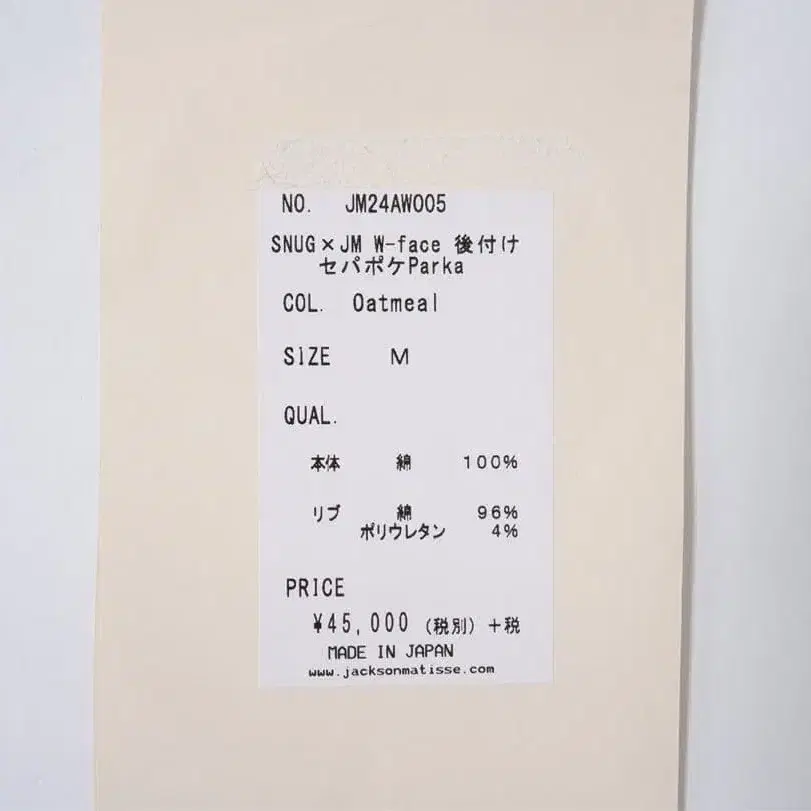 NO. JM24AW005
SNUG×JM W-face 後付け
セパポケParka
COL. Oatmeal
SIZE M
QUAL.
本体 綿 100%
リブ 綿 96%
ポリウレタン 4%
PRICE
¥45,000 (税別) +税
MADE IN JAPAN
www.jacksonmatisse.com